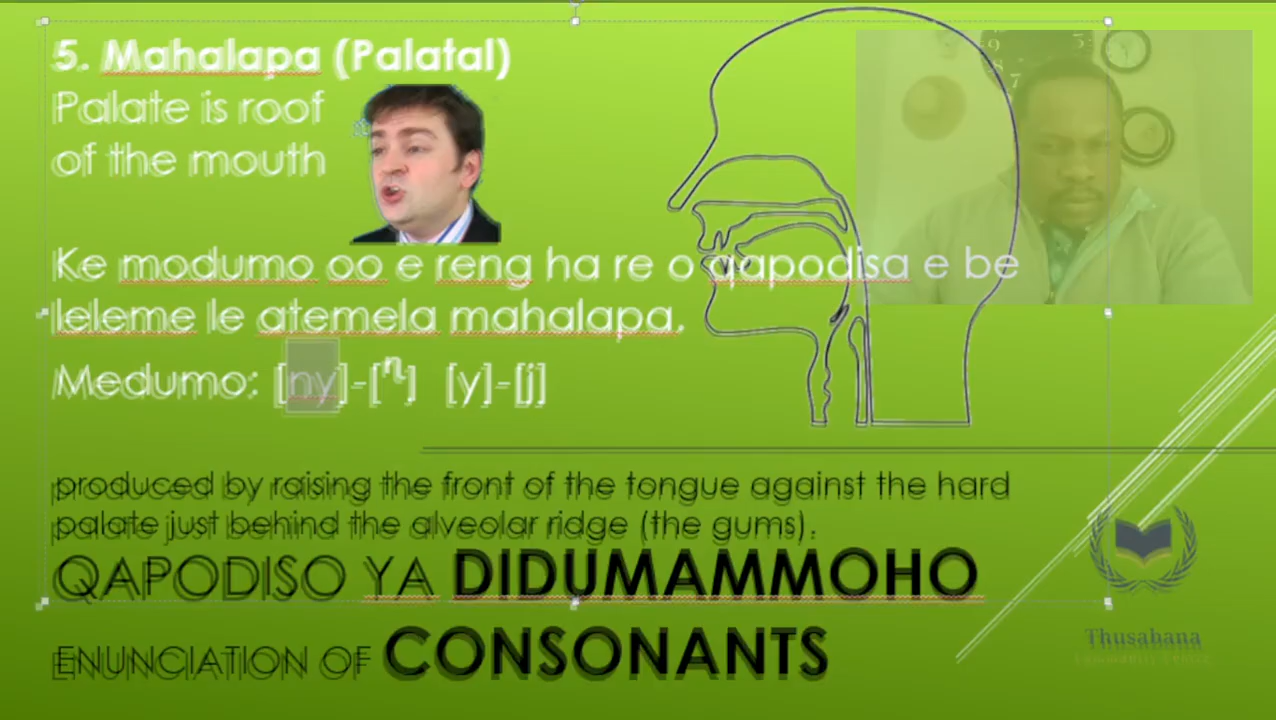 5. Mahalapa (Palatal)
Palate is roof
of the mouth
Ke modumo oo e reng ha re o qapodisa e be
leleme le atemela mahalapa.
Medumo: [ny]-[ⁿ] [y]-[j]
produced by raising the front of the tongue against the hard
palate just behind the alveolar ridge (the gums).
QAPODISO YA DIDUMAMMOHO
ENUNCIATION OF CONSONANTS
Thusabana
Community Centre